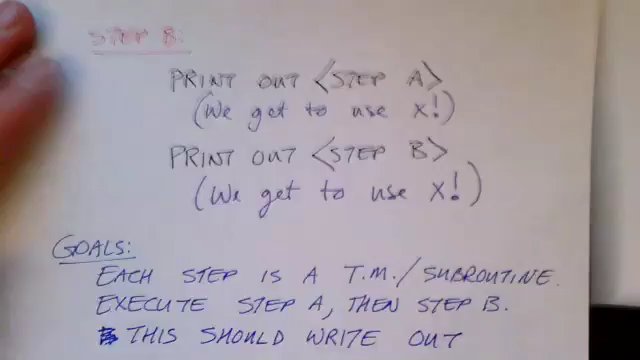 STEP B:
PRINT OUT <STEP A>
(We get to use x!)
PRINT OUT <STEP B>
(We get to use x!)
GOALS:
EACH STEP IS A T.M./SUBROUTINE.
EXECUTE STEP A, THEN STEP B.
THIS SHOULD WRITE OUT